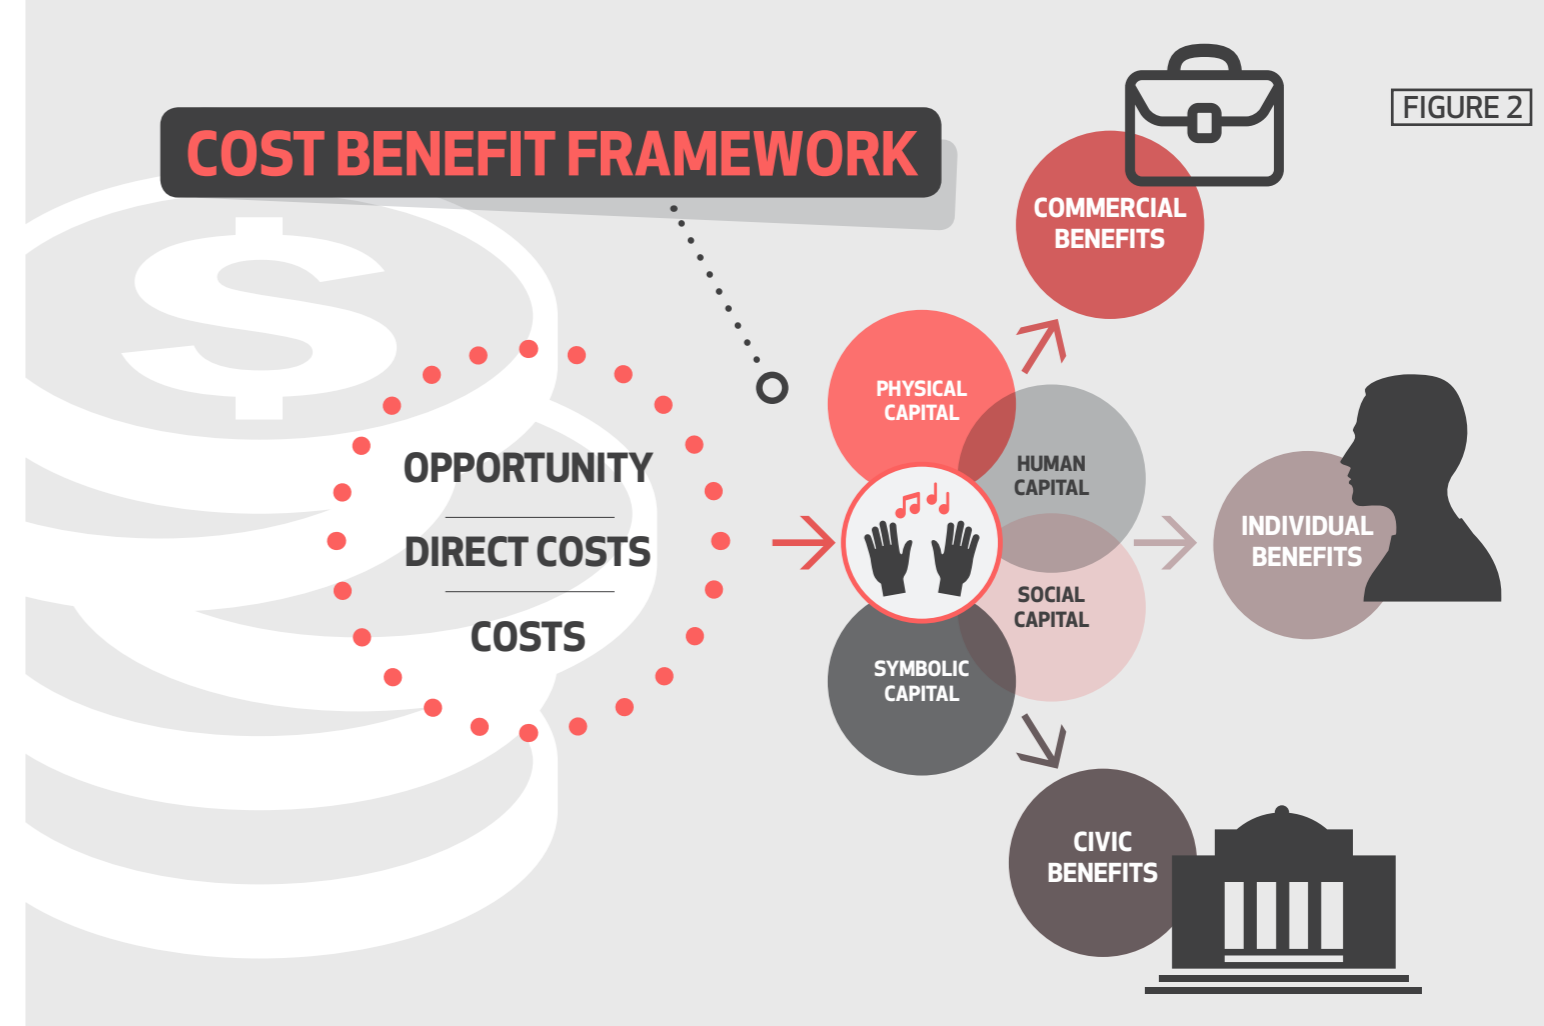 COST BENEFIT FRAMEWORK
FIGURE 2
$
OPPORTUNITY
DIRECT COSTS
COSTS
PHYSICAL
CAPITAL
HUMAN
CAPITAL
SOCIAL
CAPITAL
SYMBOLIC
CAPITAL
COMMERCIAL
BENEFITS
INDIVIDUAL
BENEFITS
CIVIC
BENEFITS